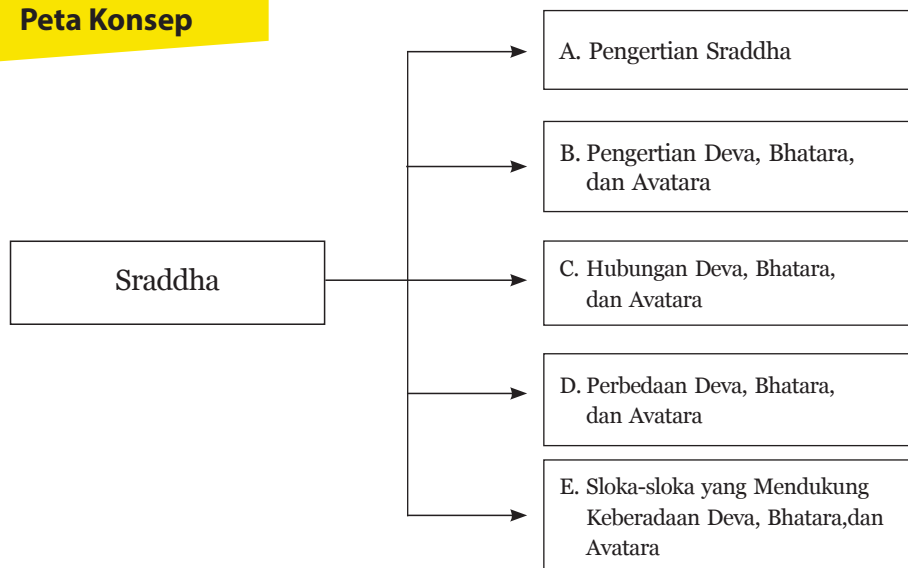 Peta Konsep
Sraddha
A. Pengertian Sraddha
B. Pengertian Deva, Bhatara,
dan Avatara
C. Hubungan Deva, Bhatara,
dan Avatara
D. Perbedaan Deva, Bhatara,
dan Avatara
E. Sloka-sloka yang Mendukung
Keberadaan Deva, Bhatara,dan
Avatara